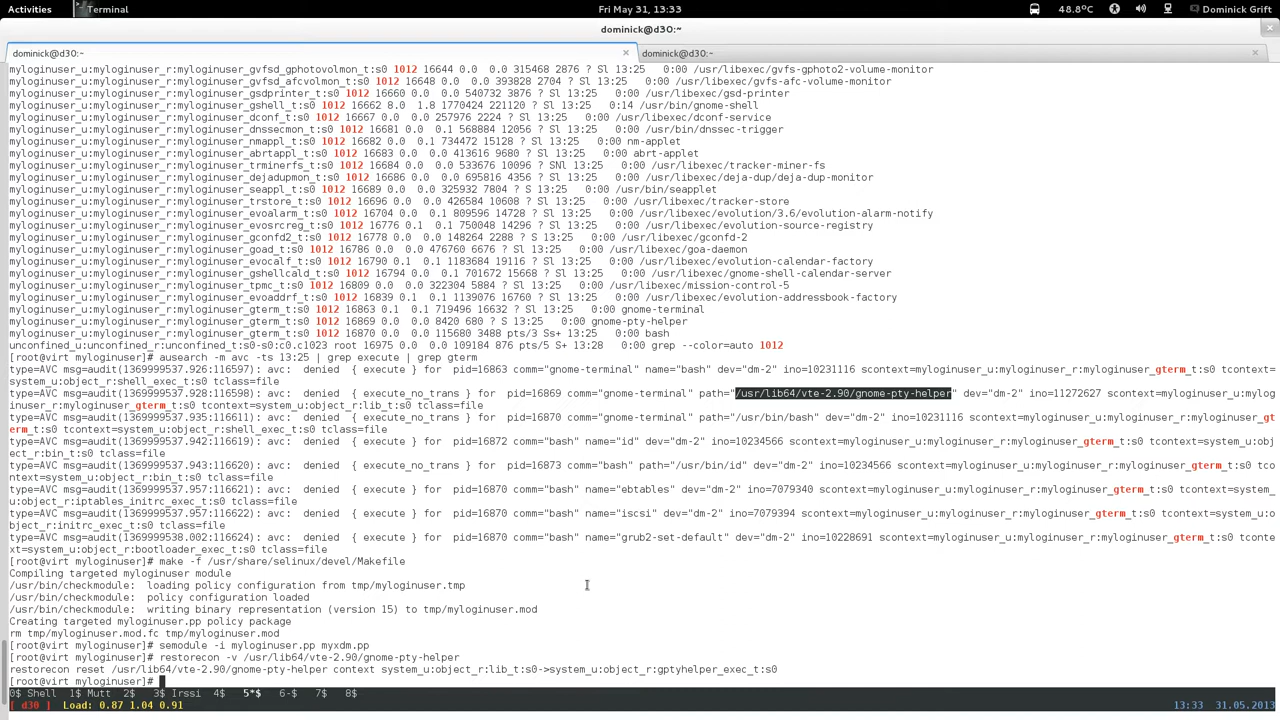 Activities Terminal Fri May 31, 13:33 48.8°C Dominick Grift
dominick@d30:~
dominick@d30:~ × dominick@d30:~ ×
myloginuser_u:myloginuser_r:myloginuser_gvfsd_gphotovolmon_t:s0 1012 16644 0.0  0.0 315468 2876 ? Sl 13:25   0:00 /usr/libexec/gvfs-gphoto2-volume-monitor
myloginuser_u:myloginuser_r:myloginuser_gvfsd_afcvolmon_t:s0 1012 16648 0.0  0.0 393828 2704 ? Sl 13:25   0:00 /usr/libexec/gvfs-afc-volume-monitor
myloginuser_u:myloginuser_r:myloginuser_gsdprinter_t:s0 1012 16660 0.0  0.0 540732 3876 ? Sl 13:25   0:00 /usr/libexec/gsd-printer
myloginuser_u:myloginuser_r:myloginuser_gshell_t:s0 1012 16662 8.0  1.8 1770424 221120 ? Sl 13:25   0:14 /usr/bin/gnome-shell
myloginuser_u:myloginuser_r:myloginuser_dconf_t:s0 1012 16667 0.0  0.0 257976 2224 ? Sl 13:25   0:00 /usr/libexec/dconf-service
myloginuser_u:myloginuser_r:myloginuser_dnssecmon_t:s0 1012 16681 0.0  0.1 568884 12056 ? Sl 13:25   0:00 /usr/bin/dnssec-trigger
myloginuser_u:myloginuser_r:myloginuser_nmappl_t:s0 1012 16682 0.0  0.1 734472 15128 ? Sl 13:25   0:00 nm-applet
myloginuser_u:myloginuser_r:myloginuser_abrtappl_t:s0 1012 16683 0.0  0.0 413616 9680 ? Sl 13:25   0:00 abrt-applet
myloginuser_u:myloginuser_r:myloginuser_trminerfs_t:s0 1012 16684 0.0  0.0 533676 10096 ? SNl 13:25   0:00 /usr/libexec/tracker-miner-fs
myloginuser_u:myloginuser_r:myloginuser_dejadupmon_t:s0 1012 16686 0.0  0.0 695816 4356 ? Sl 13:25   0:00 /usr/libexec/deja-dup/deja-dup-monitor
myloginuser_u:myloginuser_r:myloginuser_seappl_t:s0 1012 16689 0.0  0.0 325932 7804 ? Sl 13:25   0:00 /usr/bin/seapplet
myloginuser_u:myloginuser_r:myloginuser_trstore_t:s0 1012 16696 0.0  0.0 426584 10608 ? Sl 13:25   0:00 /usr/libexec/tracker-store
myloginuser_u:myloginuser_r:myloginuser_evoalarm_t:s0 1012 16704 0.0  0.1 809596 14728 ? Sl 13:25   0:00 /usr/libexec/evolution/3.6/evolution-alarm-notify
myloginuser_u:myloginuser_r:myloginuser_evosrcreg_t:s0 1012 16776 0.1  0.1 750048 14296 ? Sl 13:25   0:00 /usr/libexec/evolution-source-registry
myloginuser_u:myloginuser_r:myloginuser_gconfd2_t:s0 1012 16778 0.0  0.0 148264 2288 ? S 13:25   0:00 /usr/libexec/gconfd-2
myloginuser_u:myloginuser_r:myloginuser_goad_t:s0 1012 16786 0.0  0.0 476760 6676 ? Sl 13:25   0:00 /usr/libexec/goa-daemon
myloginuser_u:myloginuser_r:myloginuser_evocalf_t:s0 1012 16790 0.1  0.1 1183684 19116 ? Sl 13:25   0:00 /usr/libexec/evolution-calendar-factory
myloginuser_u:myloginuser_r:myloginuser_gshellcald_t:s0 1012 16794 0.0  0.1 701672 15668 ? Sl 13:25   0:00 /usr/libexec/gnome-shell-calendar-server
myloginuser_u:myloginuser_r:myloginuser_tpmc_t:s0 1012 16809 0.0  0.0 322304 5884 ? Sl 13:25   0:00 /usr/libexec/mission-control-5
myloginuser_u:myloginuser_r:myloginuser_evoaddrf_t:s0 1012 16839 0.1  0.1 1139076 16760 ? Sl 13:25   0:00 /usr/libexec/evolution-addressbook-factory
myloginuser_u:myloginuser_r:myloginuser_gterm_t:s0 1012 16863 0.1  0.1 719496 16632 ? Sl 13:25   0:00 gnome-terminal
myloginuser_u:myloginuser_r:myloginuser_gterm_t:s0 1012 16869 0.0  0.0 8420 680 ? S 13:25   0:00 gnome-pty-helper
myloginuser_u:myloginuser_r:myloginuser_gterm_t:s0 1012 16870 0.0  0.0 115680 3488 pts/3 Ss+ 13:25   0:00 bash
unconfined_u:unconfined_r:unconfined_t:s0-s0:c0.c1023 root 16975 0.0  0.0 109184 876 pts/5 S+ 13:28   0:00 grep --color=auto 1012
[root@virt myloginuser]# ausearch -m avc -ts 13:25 | grep execute | grep gterm
type=AVC msg=audit(1369999537.926:116597): avc:  denied  { execute } for  pid=16863 comm="gnome-terminal" name="bash" dev="dm-2" ino=10231116 scontext=myloginuser_u:myloginuser_r:myloginuser_gterm_t:s0 tcontext=
system_u:object_r:shell_exec_t:s0 tclass=file
type=AVC msg=audit(1369999537.928:116598): avc:  denied  { execute_no_trans } for  pid=16869 comm="gnome-terminal" path="/usr/lib64/vte-2.90/gnome-pty-helper" dev="dm-2" ino=11272627 scontext=myloginuser_u:mylog
inuser_r:myloginuser_gterm_t:s0 tcontext=system_u:object_r:lib_t:s0 tclass=file
type=AVC msg=audit(1369999537.935:116611): avc:  denied  { execute_no_trans } for  pid=16870 comm="gnome-terminal" path="/usr/bin/bash" dev="dm-2" ino=10231116 scontext=myloginuser_u:myloginuser_r:myloginuser_gt
erm_t:s0 tcontext=system_u:object_r:shell_exec_t:s0 tclass=file
type=AVC msg=audit(1369999537.942:116619): avc:  denied  { execute } for  pid=16872 comm="bash" name="id" dev="dm-2" ino=10234566 scontext=myloginuser_u:myloginuser_r:myloginuser_gterm_t:s0 tcontext=system_u:obj
ect_r:bin_t:s0 tclass=file
type=AVC msg=audit(1369999537.943:116620): avc:  denied  { execute_no_trans } for  pid=16873 comm="bash" path="/usr/bin/id" dev="dm-2" ino=10234566 scontext=myloginuser_u:myloginuser_r:myloginuser_gterm_t:s0 tco
ntext=system_u:object_r:bin_t:s0 tclass=file
type=AVC msg=audit(1369999537.957:116621): avc:  denied  { execute } for  pid=16870 comm="bash" name="ebtables" dev="dm-2" ino=7079340 scontext=myloginuser_u:myloginuser_r:myloginuser_gterm_t:s0 tcontext=system_
u:object_r:iptables_initrc_exec_t:s0 tclass=file
type=AVC msg=audit(1369999537.957:116622): avc:  denied  { execute } for  pid=16870 comm="bash" name="iscsi" dev="dm-2" ino=7079394 scontext=myloginuser_u:myloginuser_r:myloginuser_gterm_t:s0 tcontext=system_u:o
bject_r:initrc_exec_t:s0 tclass=file
type=AVC msg=audit(1369999538.002:116624): avc:  denied  { execute } for  pid=16870 comm="bash" name="grub2-set-default" dev="dm-2" ino=10228691 scontext=myloginuser_u:myloginuser_r:myloginuser_gterm_t:s0 tconte
xt=system_u:object_r:bootloader_exec_t:s0 tclass=file
[root@virt myloginuser]# make -f /usr/share/selinux/devel/Makefile
Compiling targeted myloginuser module
/usr/bin/checkmodule:  loading policy configuration from tmp/myloginuser.tmp
/usr/bin/checkmodule:  policy configuration loaded
/usr/bin/checkmodule:  writing binary representation (version 15) to tmp/myloginuser.mod
Creating targeted myloginuser.pp policy package
rm tmp/myloginuser.mod.fc tmp/myloginuser.mod
[root@virt myloginuser]# semodule -i myloginuser.pp myxdm.pp
[root@virt myloginuser]# restorecon -v /usr/lib64/vte-2.90/gnome-pty-helper
restorecon reset /usr/lib64/vte-2.90/gnome-pty-helper context system_u:object_r:lib_t:s0->system_u:object_r:gptyhelper_exec_t:s0
[root@virt myloginuser]#
0$ Shell  1$ Mutt  2$   3$ Irssi  4$   5*$   6-$   7$   8$
[ d30 ] Load: 0.87 1.04 0.91 13:33 31.05.2013